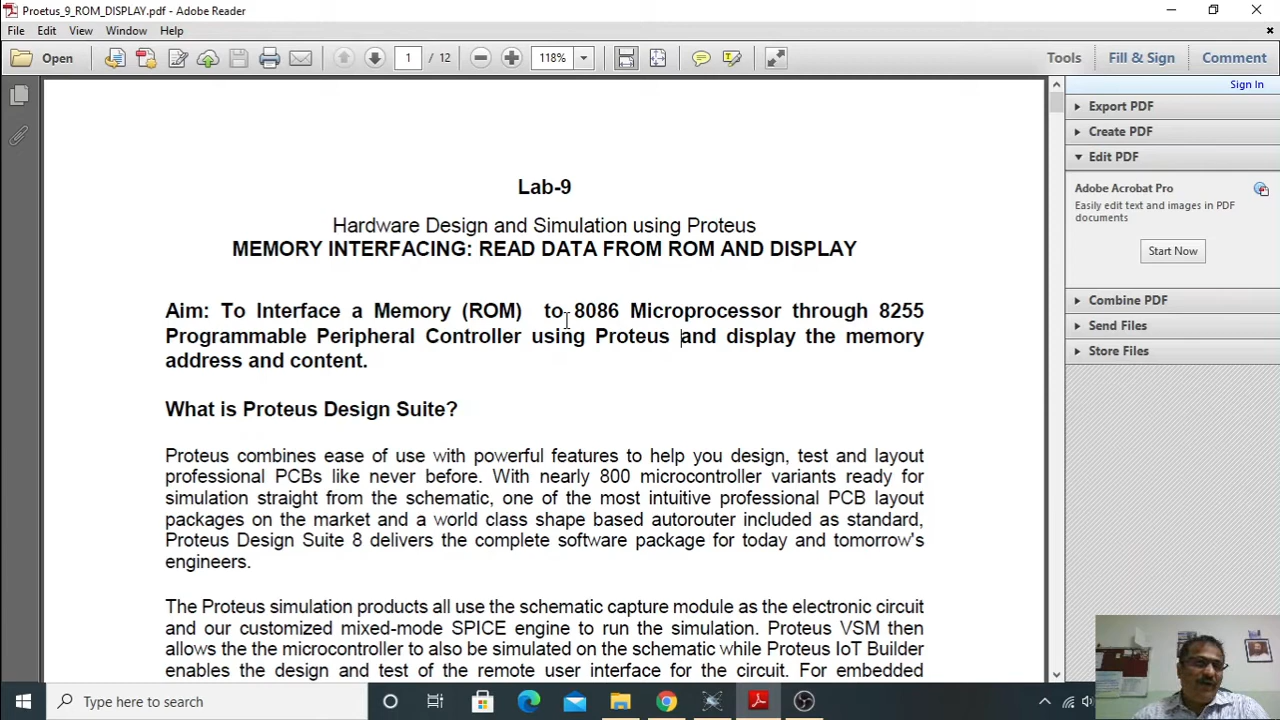 Proetus_9_ROM_DISPLAY.pdf - Adobe Reader
File Edit View Window Help
Open 1 / 12 118% Tools Fill & Sign Comment
Sign In
Export PDF
Create PDF
Edit PDF
Adobe Acrobat Pro
Easily edit text and images in PDF
documents
Start Now
Combine PDF
Send Files
Store Files
Lab-9
Hardware Design and Simulation using Proteus
MEMORY INTERFACING: READ DATA FROM ROM AND DISPLAY
Aim: To Interface a Memory (ROM) to 8086 Microprocessor through 8255
Programmable Peripheral Controller using Proteus and display the memory
address and content.
What is Proteus Design Suite?
Proteus combines ease of use with powerful features to help you design, test and layout
professional PCBs like never before. With nearly 800 microcontroller variants ready for
simulation straight from the schematic, one of the most intuitive professional PCB layout
packages on the market and a world class shape based autorouter included as standard,
Proteus Design Suite 8 delivers the complete software package for today and tomorrow's
engineers.
The Proteus simulation products all use the schematic capture module as the electronic circuit
and our customized mixed-mode SPICE engine to run the simulation. Proteus VSM then
allows the the microcontroller to also be simulated on the schematic while Proteus IoT Builder
enables the design and test of the remote user interface for the circuit. For embedded
Type here to search